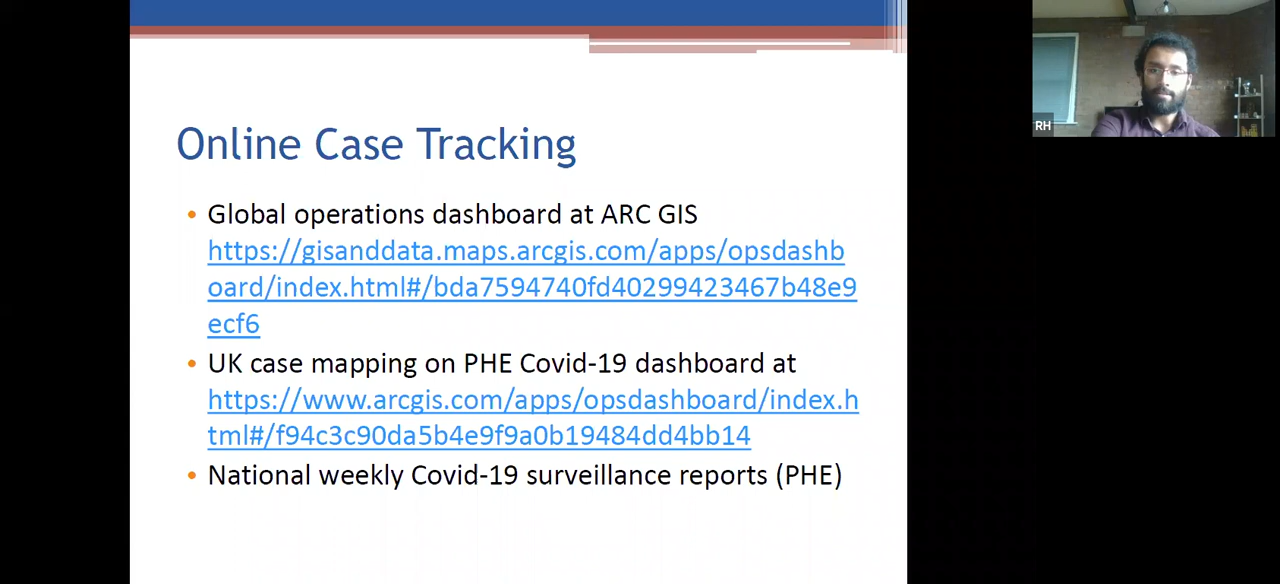 Online Case Tracking
• Global operations dashboard at ARC GIS
https://gisanddata.maps.arcgis.com/apps/opsdashb
oard/index.html#/bda7594740fd40299423467b48e9
ecf6
• UK case mapping on PHE Covid-19 dashboard at
https://www.arcgis.com/apps/opsdashboard/index.h
tml#/f94c3c90da5b4e9f9a0b19484dd4bb14
• National weekly Covid-19 surveillance reports (PHE)
RH